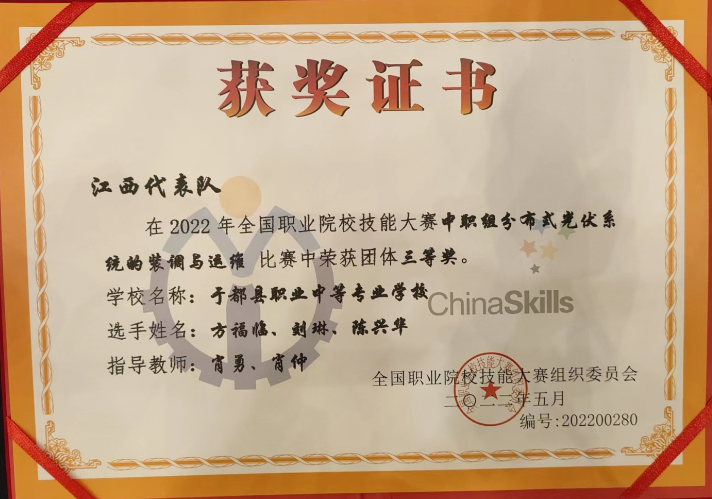 获奖证书
江西代表队
在2022年全国职业院校技能大赛中职组分布式光伏系
统的装调与运维 比赛中荣获团体三等奖。
学校名称：于都县职业中等专业学校
ChinaSkills
选手姓名：方福临、刘琳、陈兴华
指导教师：肖勇、肖仲
全国职业院校技能大赛组织委员会
二〇二二年五月
编号:202200280